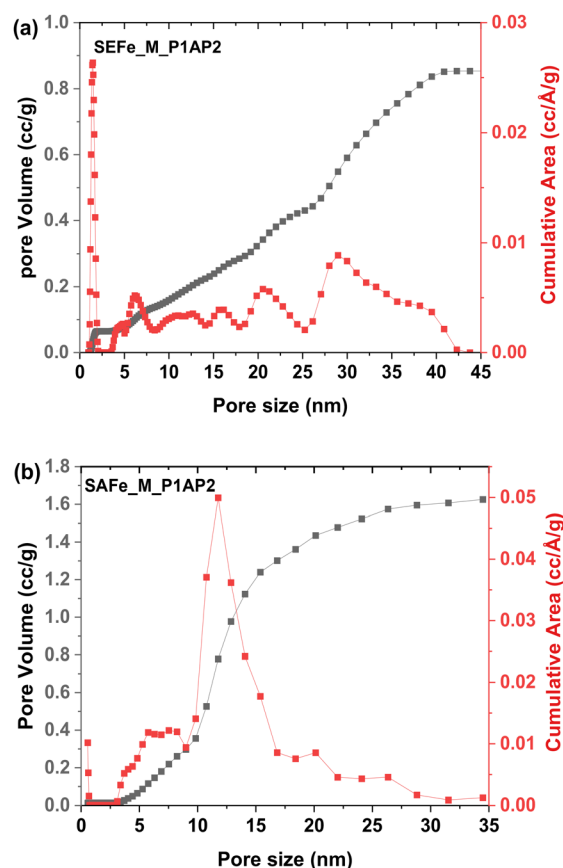 (a)
SEFe_M_P1AP2
pore Volume (cc/g)
1.0
0.8
0.6
0.4
0.2
0.0
Cumulative Area (cc/Å/g)
0.03
0.02
0.01
0.00
0 5 10 15 20 25 30 35 40 45
Pore size (nm)
(b)
SAFe_M_P1AP2
Pore Volume (cc/g)
1.8
1.6
1.4
1.2
1.0
0.8
0.6
0.4
0.2
0.0
Cumulative Area (cc/Å/g)
0.05
0.04
0.03
0.02
0.01
0.00
0 5 10 15 20 25 30 35
Pore size (nm)